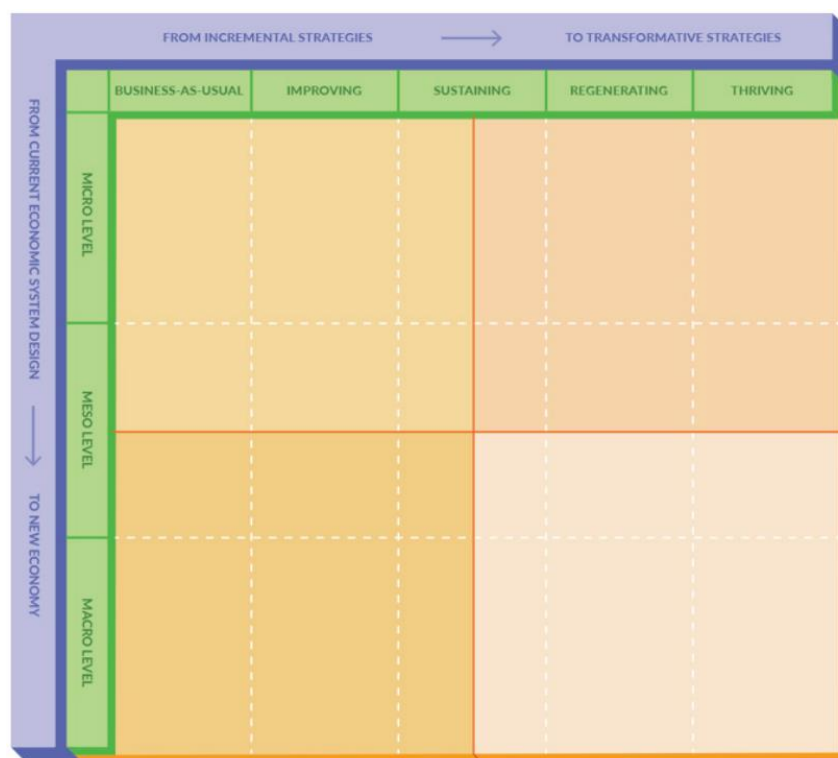 FROM INCREMENTAL STRATEGIES
TO TRANSFORMATIVE STRATEGIES
BUSINESS-AS-USUAL
IMPROVING
SUSTAINING
REGENERATING
THRIVING
FROM CURRENT ECONOMIC SYSTEM DESIGN
TO NEW ECONOMY
MICRO LEVEL
MESO LEVEL
MACRO LEVEL